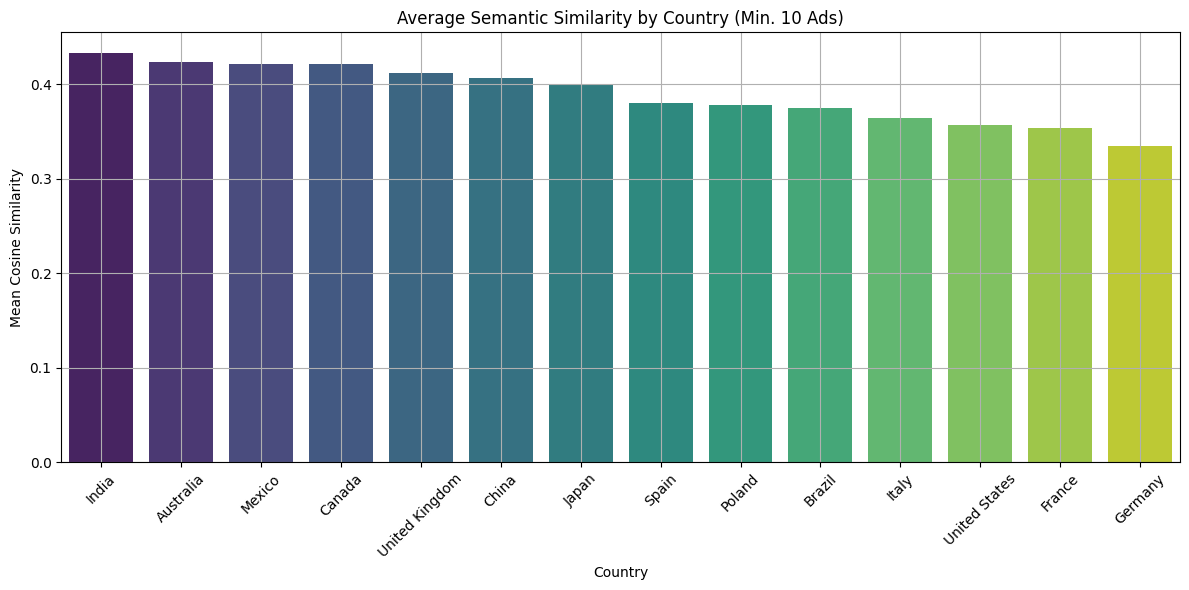 Average Semantic Similarity by Country (Min. 10 Ads)
Mean Cosine Similarity
0.4
0.3
0.2
0.1
0.0
India
Australia
Mexico
Canada
United Kingdom
China
Japan
Spain
Poland
Brazil
Italy
United States
France
Germany
Country